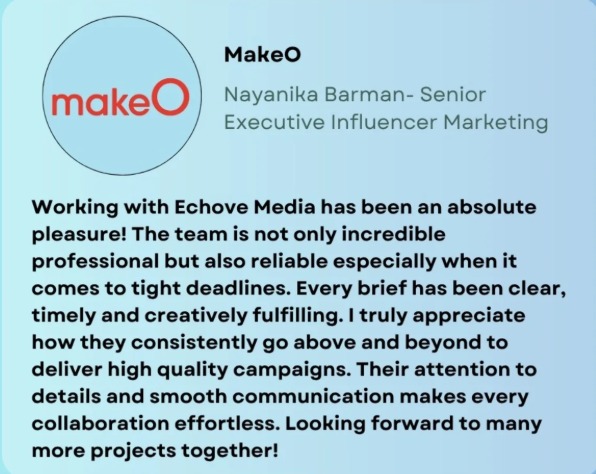 makeO
MakeO
Nayanika Barman- Senior
Executive Influencer Marketing
Working with Echove Media has been an absolute
pleasure! The team is not only incredible
professional but also reliable especially when it
comes to tight deadlines. Every brief has been clear,
timely and creatively fulfilling. I truly appreciate
how they consistently go above and beyond to
deliver high quality campaigns. Their attention to
details and smooth communication makes every
collaboration effortless. Looking forward to many
more projects together!